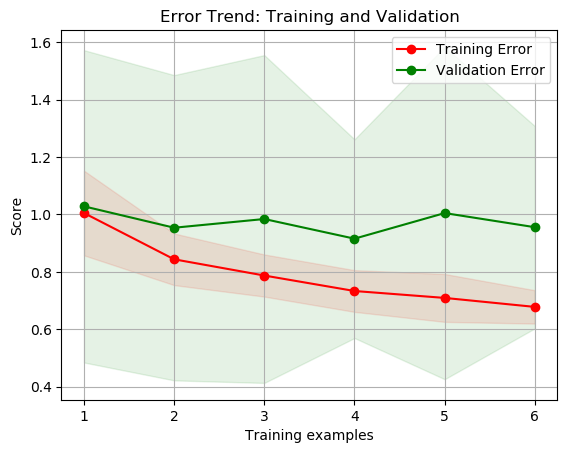 Error Trend: Training and Validation
Training Error
Validation Error
Score
1.6
1.4
1.2
1.0
0.8
0.6
0.4
1 2 3 4 5 6
Training examples